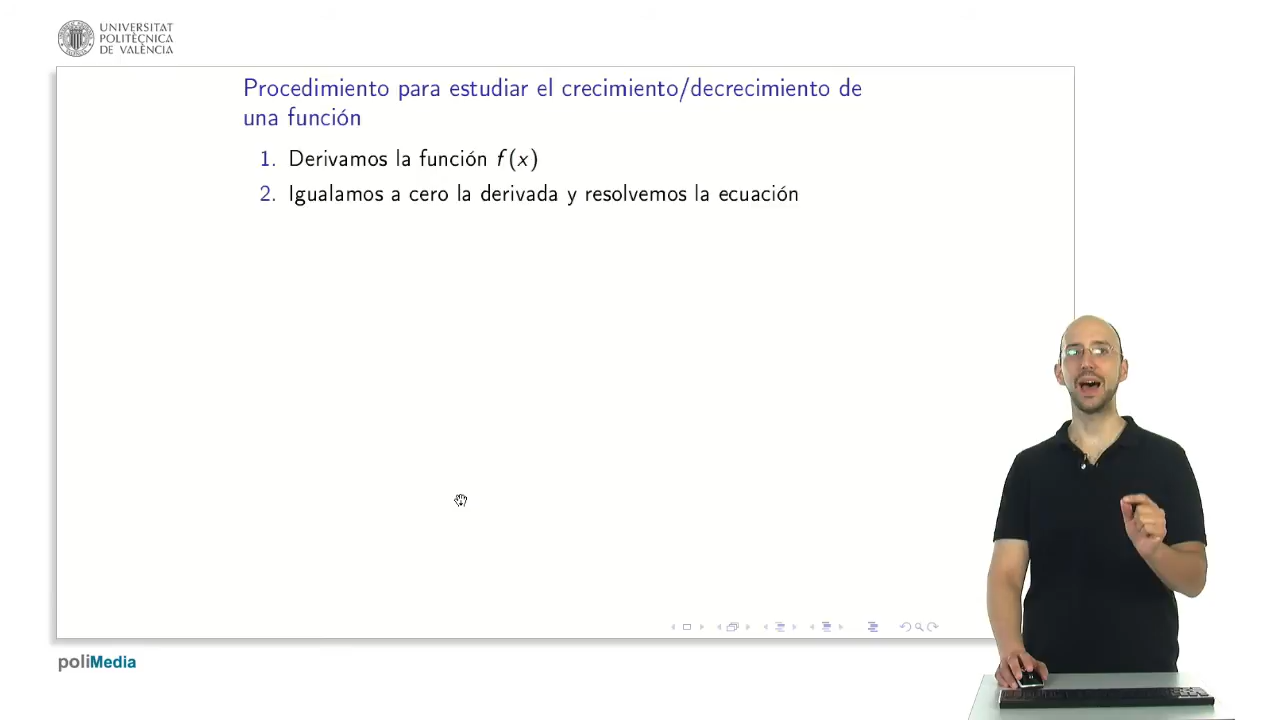 UNIVERSITAT
POLITÈCNICA
DE VALÈNCIA
Procedimiento para estudiar el crecimiento/decrecimiento de
una función
1. Derivamos la función f(x)
2. Igualamos a cero la derivada y resolvemos la ecuación
poliMedia